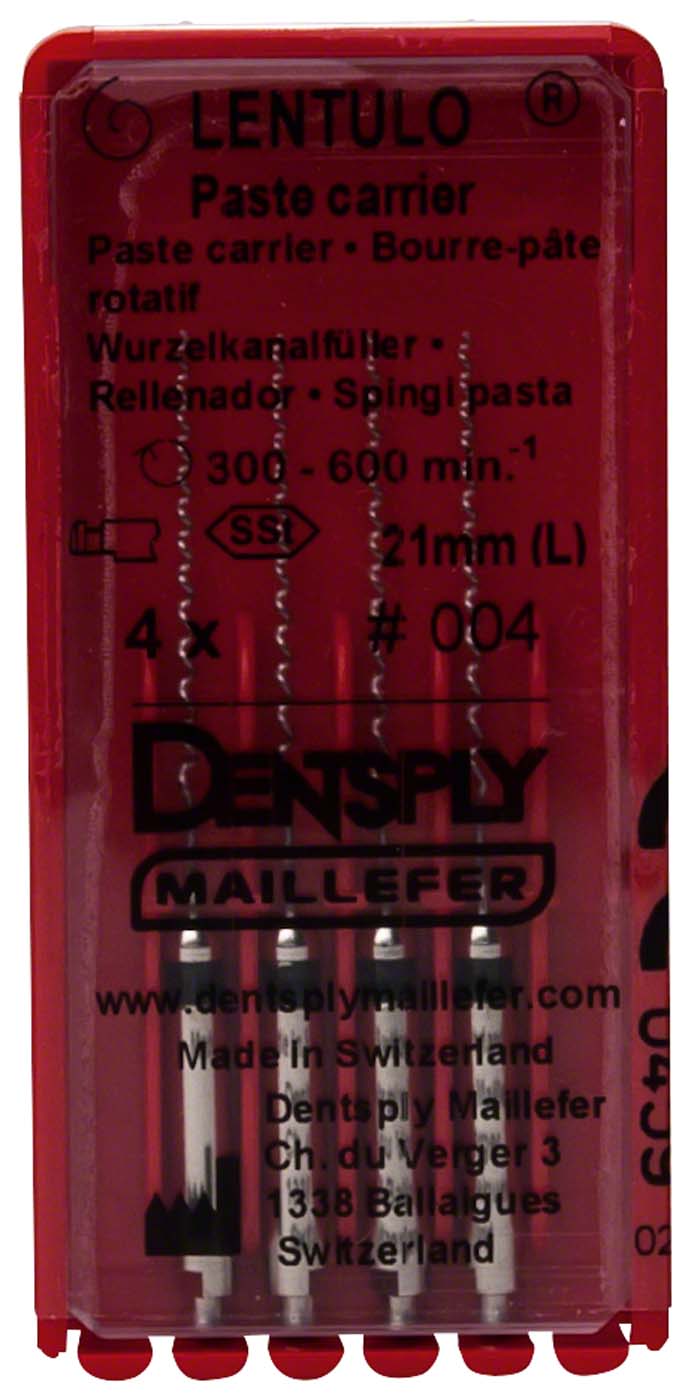 LENTULO ®
Paste carrier
Paste carrier • Bourre-pâte
rotatif
Wurzelkanalfüller •
Rellenador • Spingi pasta
300 - 600 min.⁻¹
SSt
21mm (L)
4 x # 004
DENTSPLY
MAILLEFER
www.dentsplymaillefer.com
Made In Switzerland
Dentsply Maillefer
Ch. du Verger 3
1338 Ballaigues
Switzerland
02